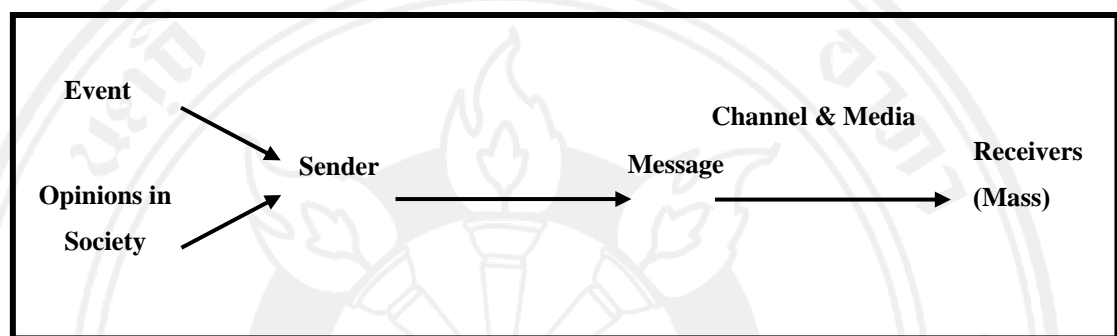 Event
Channel & Media
Receivers
Sender
Message
Opinions in
(Mass)
Society